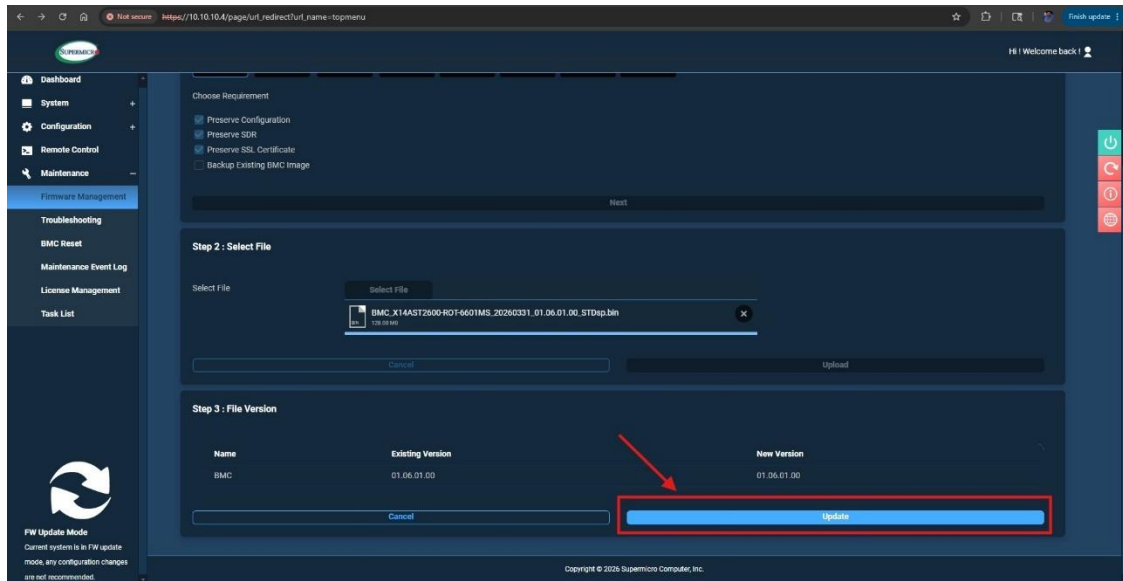 Not secure https://10.10.10.4/page/url_redirect?url_name=topmenu Finish update
SUPERMICRO
Hi ! Welcome back !
Dashboard
System +
Configuration +
Remote Control
Maintenance −
Firmware Management
Troubleshooting
BMC Reset
Maintenance Event Log
License Management
Task List
FW Update Mode
Current system is in FW update
mode, any configuration changes
are not recommended.
Choose Requirement
Preserve Configuration
Preserve SDR
Preserve SSL Certificate
Backup Existing BMC Image
Next
Step 2 : Select File
Select File Select File
BMC_X14AST2600-ROT-6601MS_20260331_01.06.01.00_STDsp.bin
BIN 128.00 MB
Cancel Upload
Step 3 : File Version
Name Existing Version New Version
BMC 01.06.01.00 01.06.01.00
Cancel Update
Copyright © 2026 Supermicro Computer, Inc.